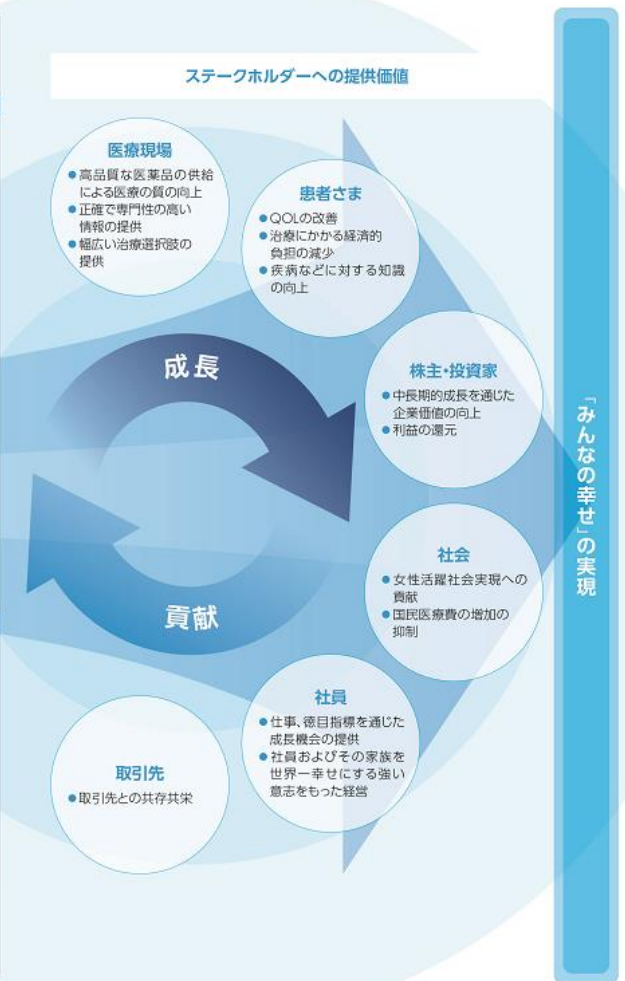 ステークホルダーへの提供価値
医療現場
●高品質な医薬品の供給
による医療の質の向上
●正確で専門性の高い
情報の提供
●幅広い治療選択肢の
提供
患者さま
●QOLの改善
●治療にかかる経済的
負担の減少
●疾病などに対する知識
の向上
株主・投資家
●中長期的成長を通じた
企業価値の向上
●利益の還元
社会
●女性活躍社会実現への
貢献
●国民医療費の増加の
抑制
社員
●仕事、徳目指標を通じた
成長機会の提供
●社員およびその家族を
世界一幸せにする強い
意志をもった経営
取引先
●取引先との共存共栄
成長
貢献
「みんなの幸せ」の実現